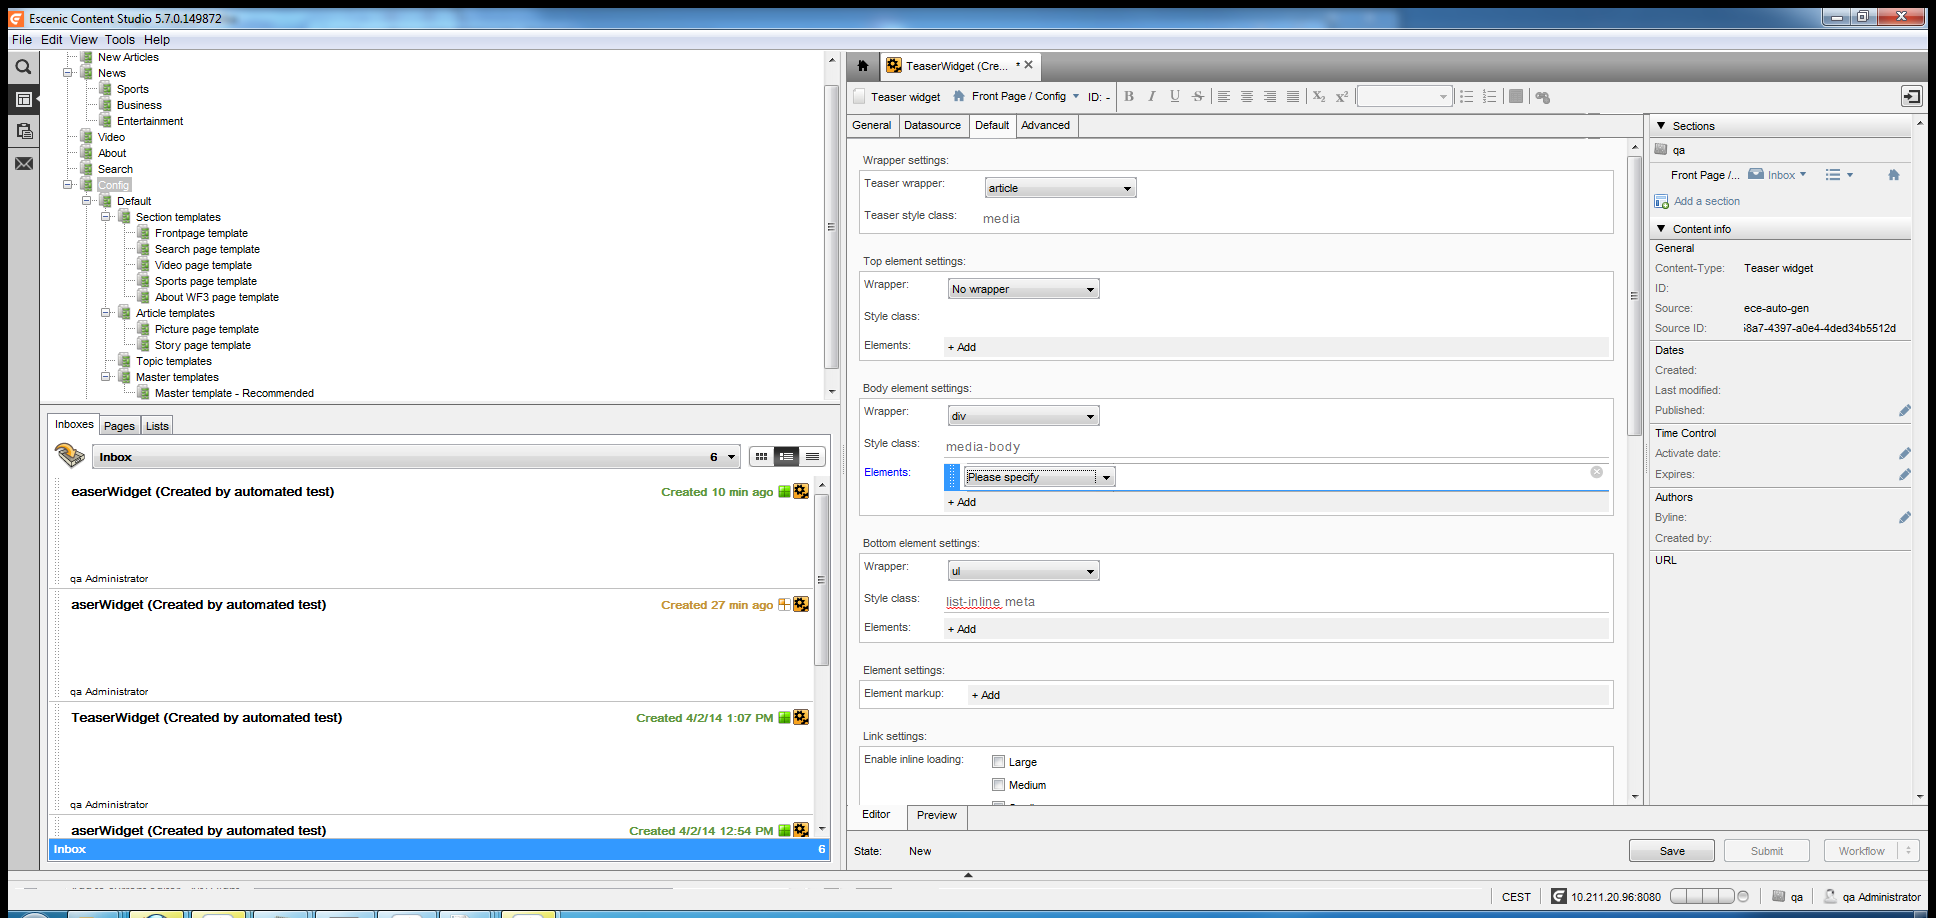 Escenic Content Studio 5.7.0.149872
File Edit View Tools Help
New Articles
News
Sports
Business
Entertainment
Video
About
Search
Config
Default
Section templates
Frontpage template
Search page template
Video page template
Sports page template
About WF3 page template
Article templates
Picture page template
Story page template
Topic templates
Master templates
Master template - Recommended
Inboxes Pages Lists
Inbox 6
easerWidget (Created by automated test) Created 10 min ago
qa Administrator
aserWidget (Created by automated test) Created 27 min ago
qa Administrator
TeaserWidget (Created by automated test) Created 4/2/14 1:07 PM
qa Administrator
aserWidget (Created by automated test) Created 4/2/14 12:54 PM
Inbox 6
TeaserWidget (Cre... *
Teaser widget Front Page / Config ID: - B I U S X2 X2
General Datasource Default Advanced
Wrapper settings:
Teaser wrapper: article
Teaser style class: media
Top element settings:
Wrapper: No wrapper
Style class:
Elements: + Add
Body element settings:
Wrapper: div
Style class: media-body
Elements: Please specify
+ Add
Bottom element settings:
Wrapper: ul
Style class: list-inline meta
Elements: + Add
Element settings:
Element markup: + Add
Link settings:
Enable inline loading: Large
Medium
Editor Preview
State: New
Save Submit Workflow
Sections
qa
Front Page /... Inbox
Add a section
Content info
General
Content-Type: Teaser widget
ID:
Source: ece-auto-gen
Source ID: i8a7-4397-a0e4-4ded34b5512d
Dates
Created:
Last modified:
Published:
Time Control
Activate date:
Expires:
Authors
Byline:
Created by:
URL
CEST 10.211.20.96:8080 qa qa Administrator